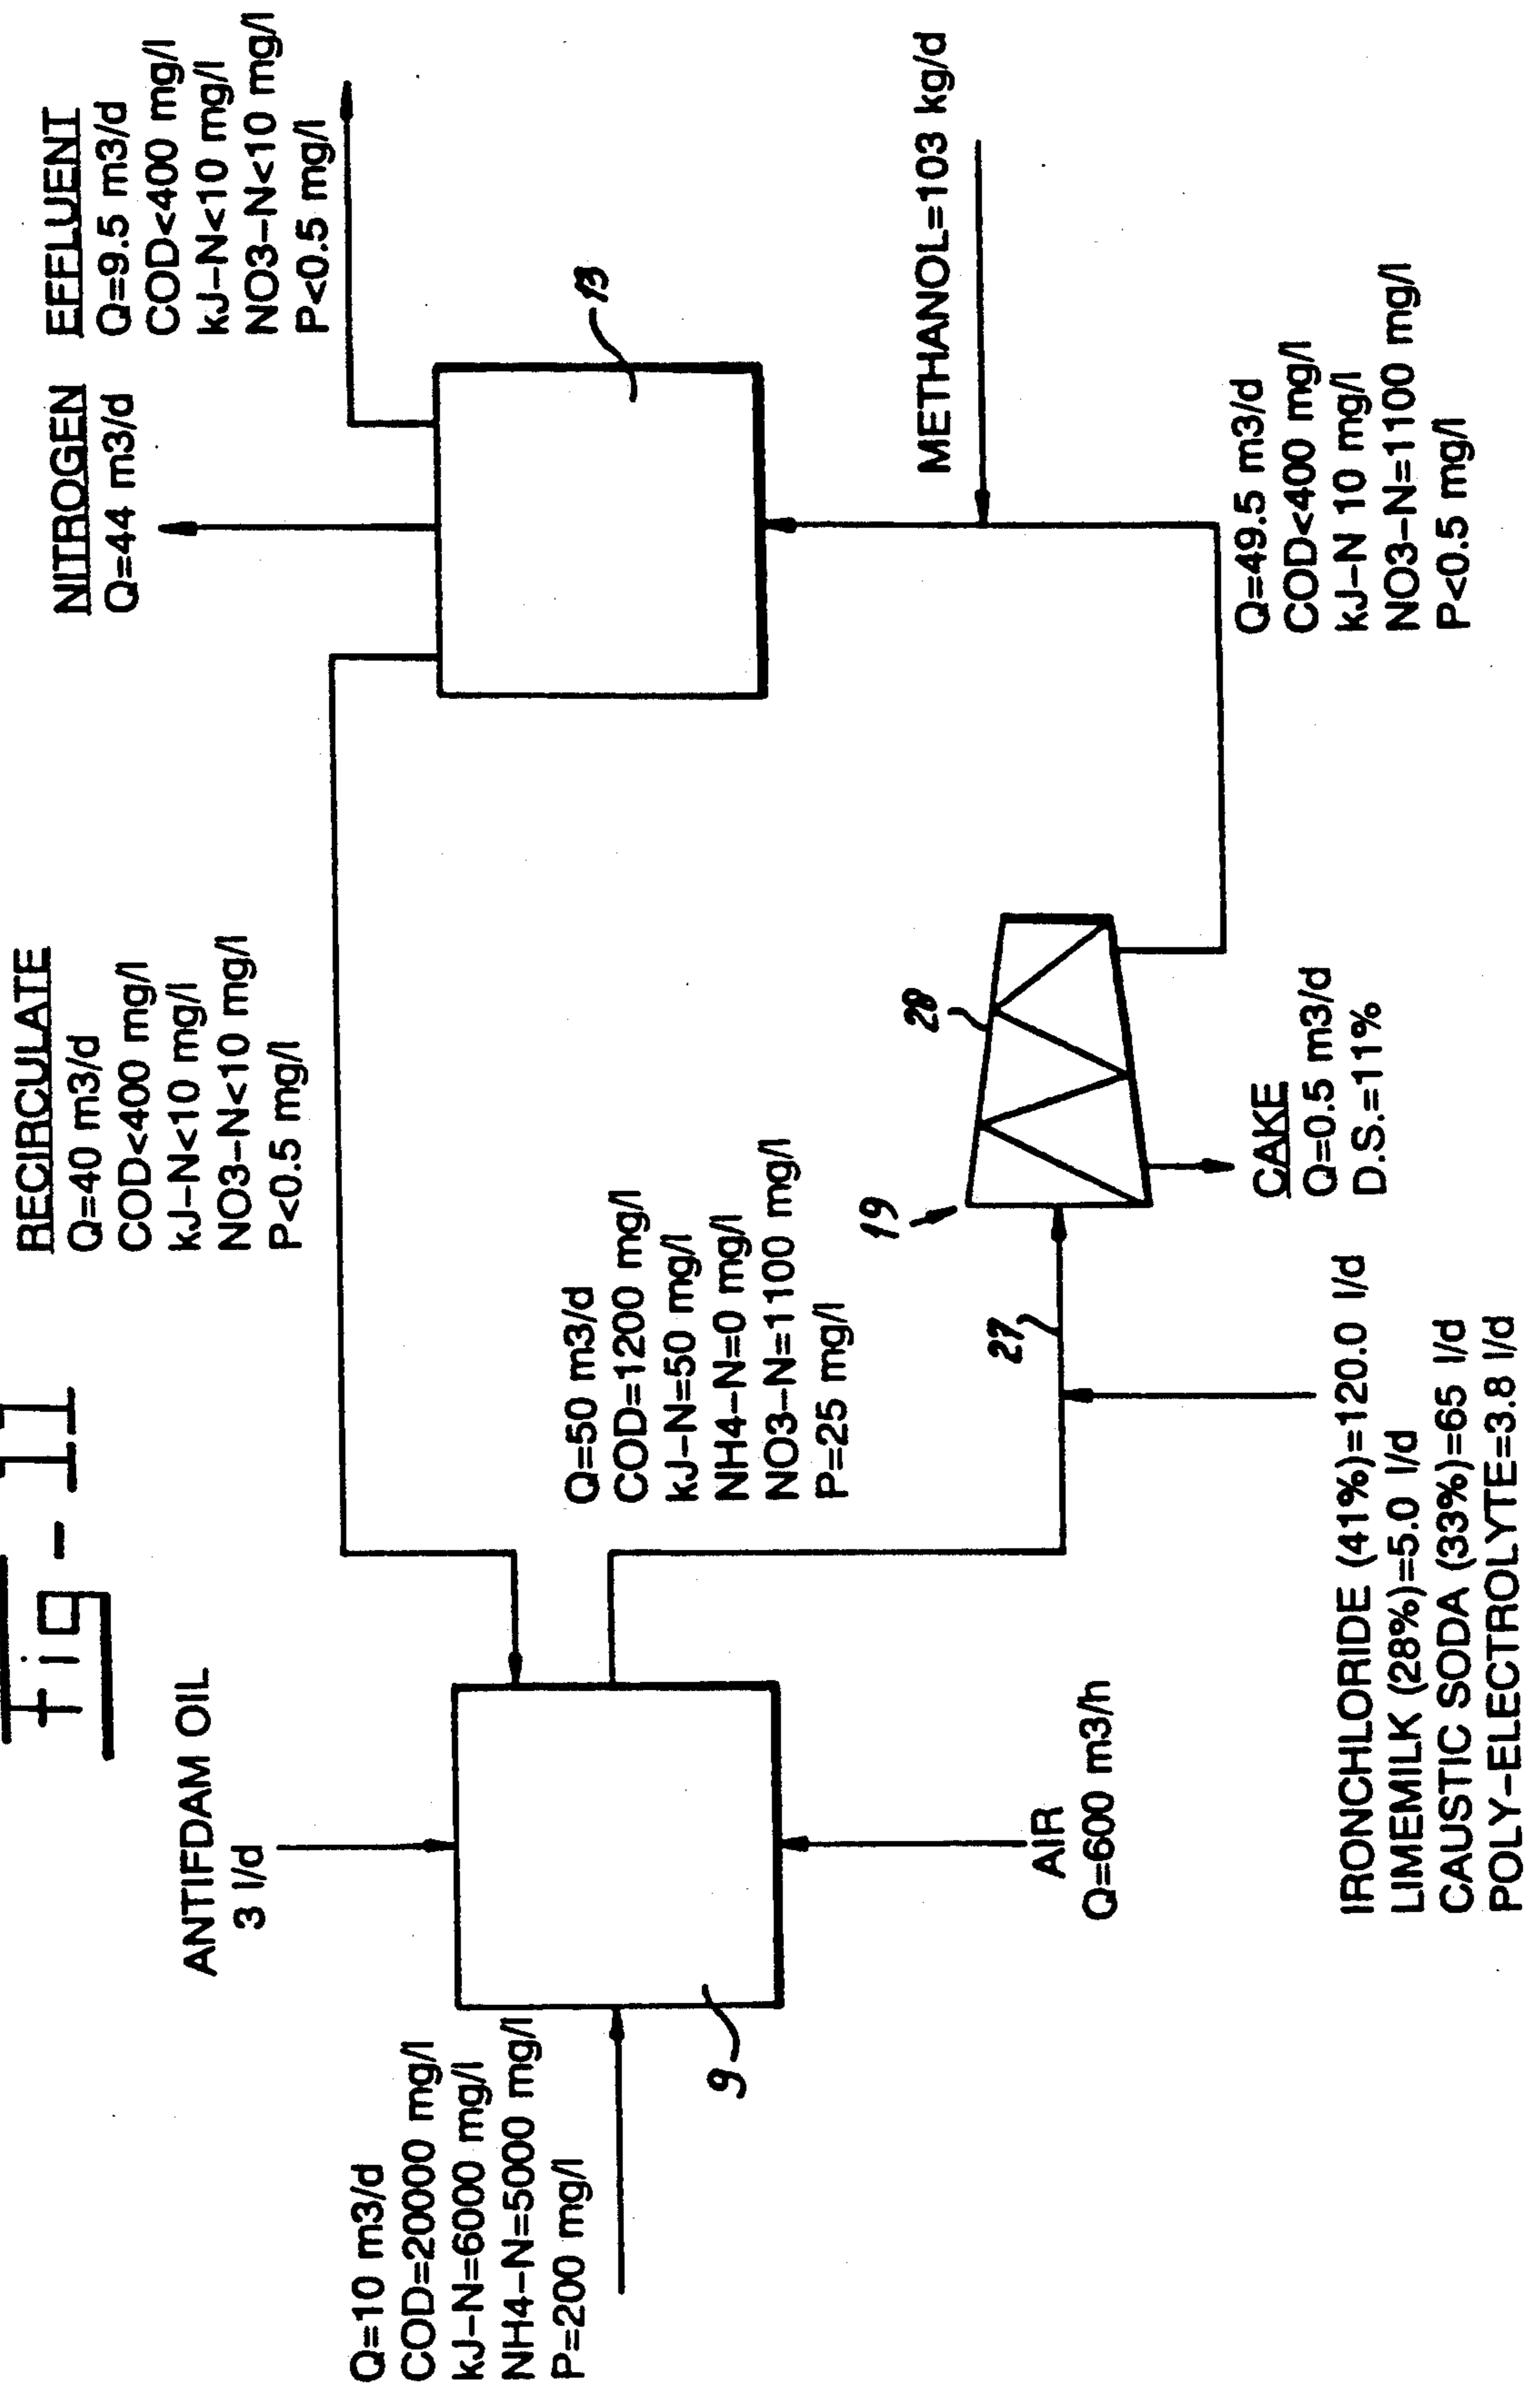 fig - 11
RECIRCULATE
Q=40 m3/d
COD<400 mg/l
kJ-N<10 mg/l
NO3-N<10 mg/l
P<0.5 mg/l
NITROGEN
Q=44 m3/d
EFFLUENT
Q=9.5 m3/d
COD<400 mg/l
kJ-N<10 mg/l
NO3-N<10 mg/l
P<0.5 mg/l
ANTIFDAM OIL
3 l/d
Q=10 m3/d
COD=20000 mg/l
kJ-N=6000 mg/l
NH4-N=5000 mg/l
P=200 mg/l
9
AIR
Q=600 m3/h
Q=50 m3/d
COD=1200 mg/l
kJ-N=50 mg/l
NH4-N=0 mg/l
NO3-N=1100 mg/l
P=25 mg/l
13
METHANOL=103 kg/d
19
28
27
CAKE
Q=0.5 m3/d
D.S.=11%
Q=49.5 m3/d
COD<400 mg/l
kJ-N 10 mg/l
NO3-N=1100 mg/l
P<0.5 mg/l
IRONCHLORIDE (41%)=120.0 l/d
LIMEMILK (28%)=5.0 l/d
CAUSTIC SODA (33%)=65 l/d
POLY-ELECTROLYTE=3.8 l/d